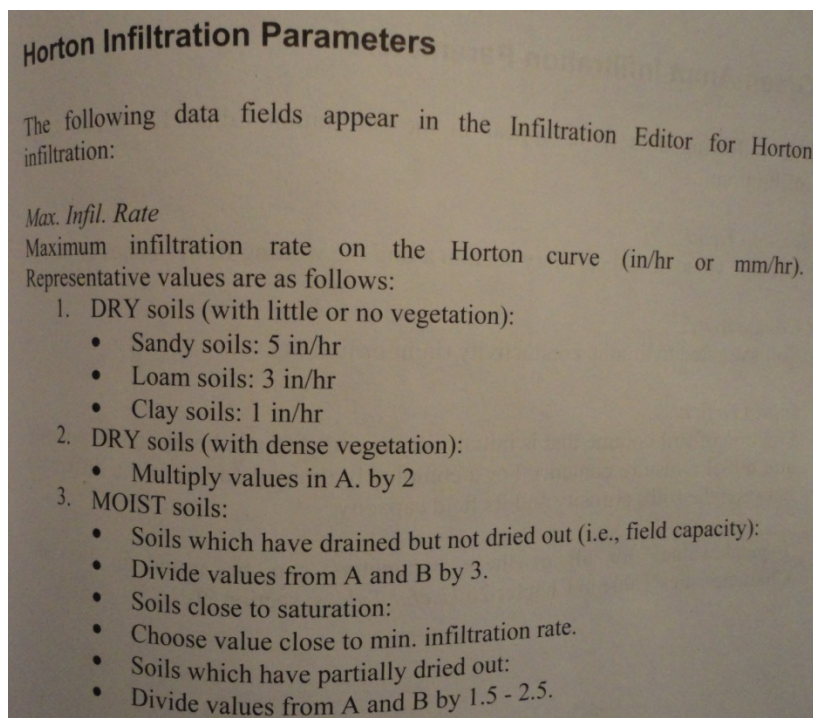 Horton Infiltration Parameters
The following data fields appear in the Infiltration Editor for Horton
infiltration:
Max. Infil. Rate
Maximum infiltration rate on the Horton curve (in/hr or mm/hr).
Representative values are as follows:
1. DRY soils (with little or no vegetation):
• Sandy soils: 5 in/hr
• Loam soils: 3 in/hr
• Clay soils: 1 in/hr
2. DRY soils (with dense vegetation):
• Multiply values in A. by 2
3. MOIST soils:
• Soils which have drained but not dried out (i.e., field capacity):
• Divide values from A and B by 3.
• Soils close to saturation:
• Choose value close to min. infiltration rate.
• Soils which have partially dried out:
• Divide values from A and B by 1.5 - 2.5.